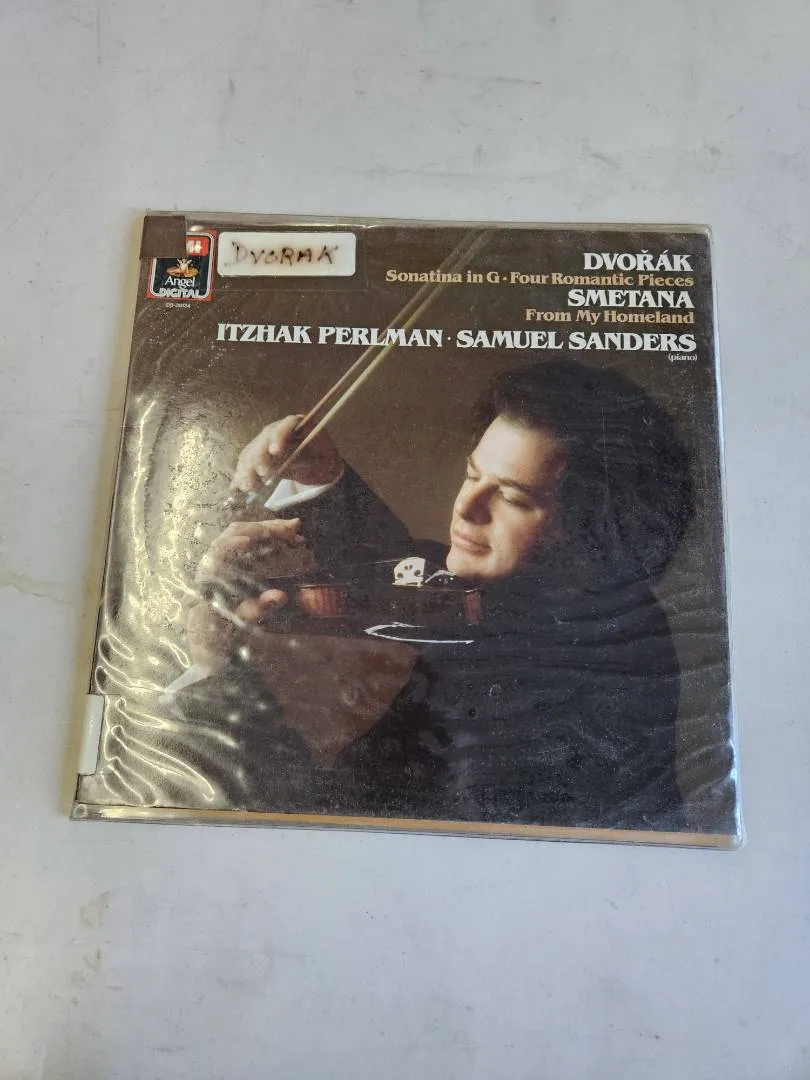 DVORAK
Angel
DIGITAL
DVOŘÁK
Sonatina in G · Four Romantic Pieces
SMETANA
From My Homeland
ITZHAK PERLMAN · SAMUEL SANDERS
(piano)